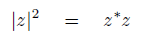 |z|² = z*z